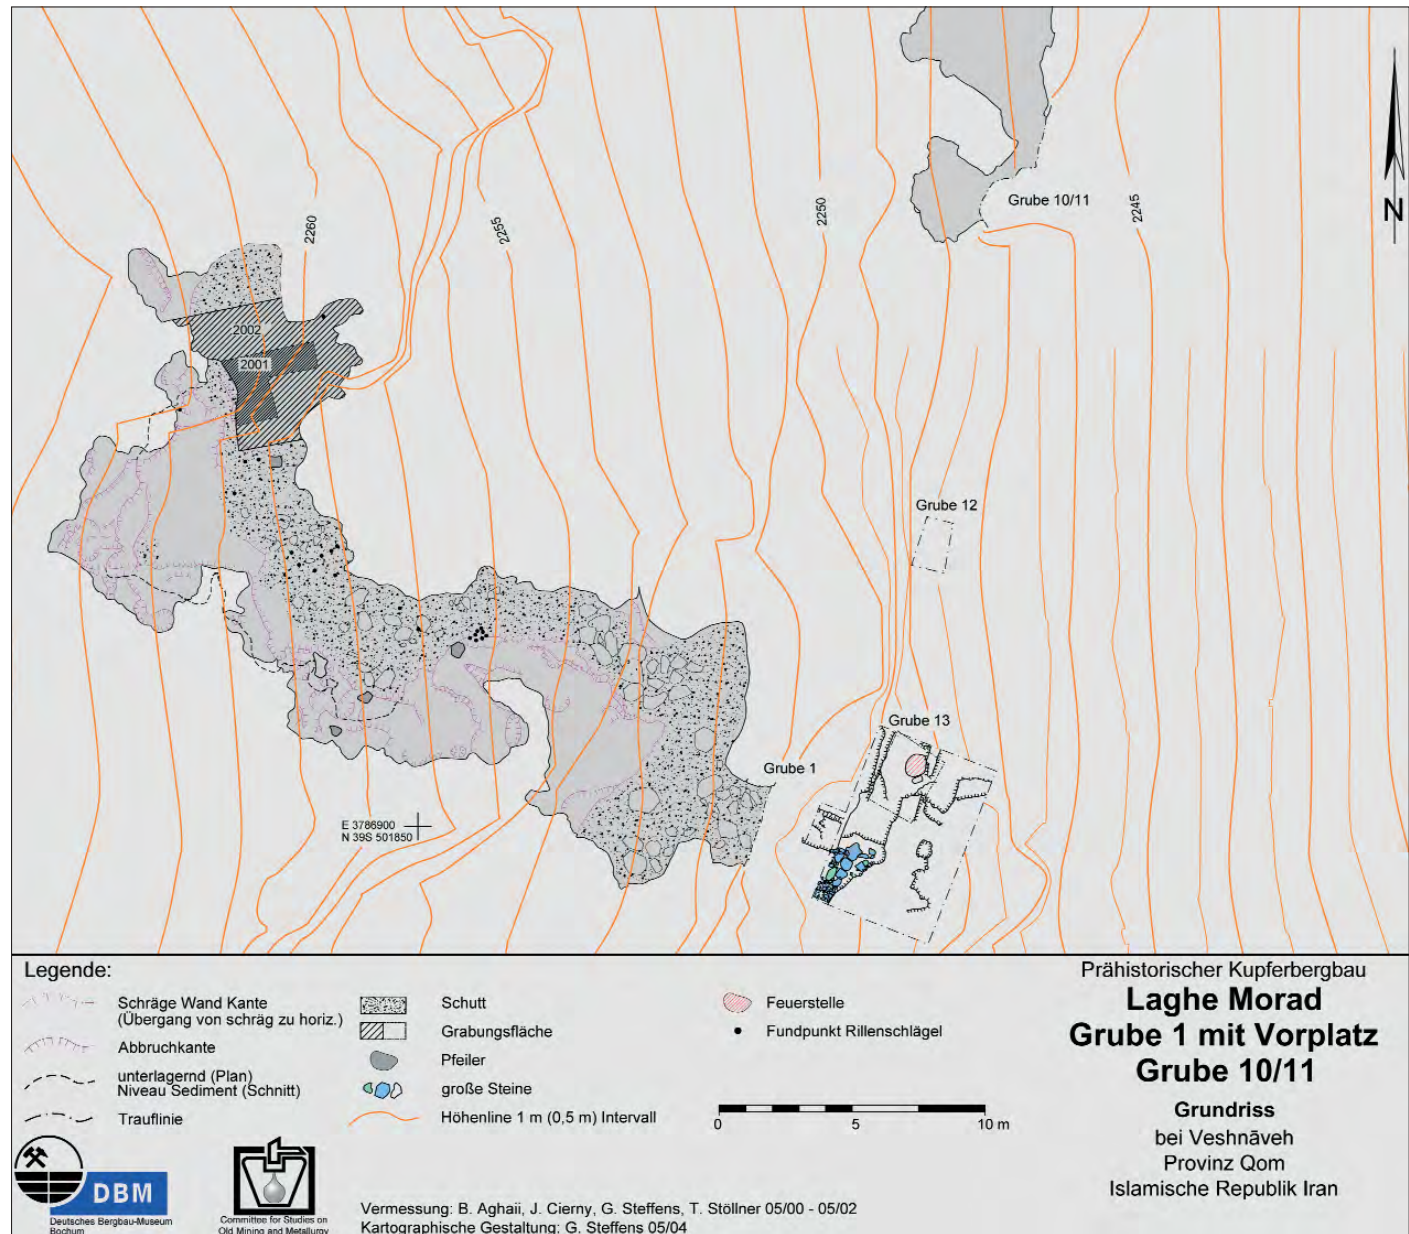 Grube 10/11
N
2260
2255
2250
2245
2002
2001
Grube 12
Grube 13
Grube 1
E 3786900
N 39S 501850
Legende:
Schräge Wand Kante
(Übergang von schräg zu horiz.)
Abbruchkante
unterlagernd (Plan)
Niveau Sediment (Schnitt)
Trauflinie
Schutt
Grabungsfläche
Pfeiler
große Steine
Höhenline 1 m (0,5 m) Intervall
Feuerstelle
Fundpunkt Rillenschlägel
0 5 10 m
Prähistorischer Kupferbergbau
Laghe Morad
Grube 1 mit Vorplatz
Grube 10/11
Grundriss
bei Veshnāveh
Provinz Qom
Islamische Republik Iran
DBM
Deutsches Bergbau-Museum
Bochum
Committee for Studies on
Old Mining and Metallurgy
Vermessung: B. Aghaii, J. Cierny, G. Steffens, T. Stöllner 05/00 - 05/02
Kartographische Gestaltung: G. Steffens 05/04